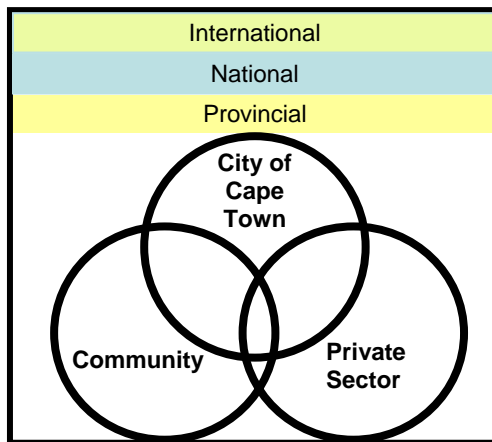 International
National
Provincial
City of
Cape
Town
Community
Private
Sector